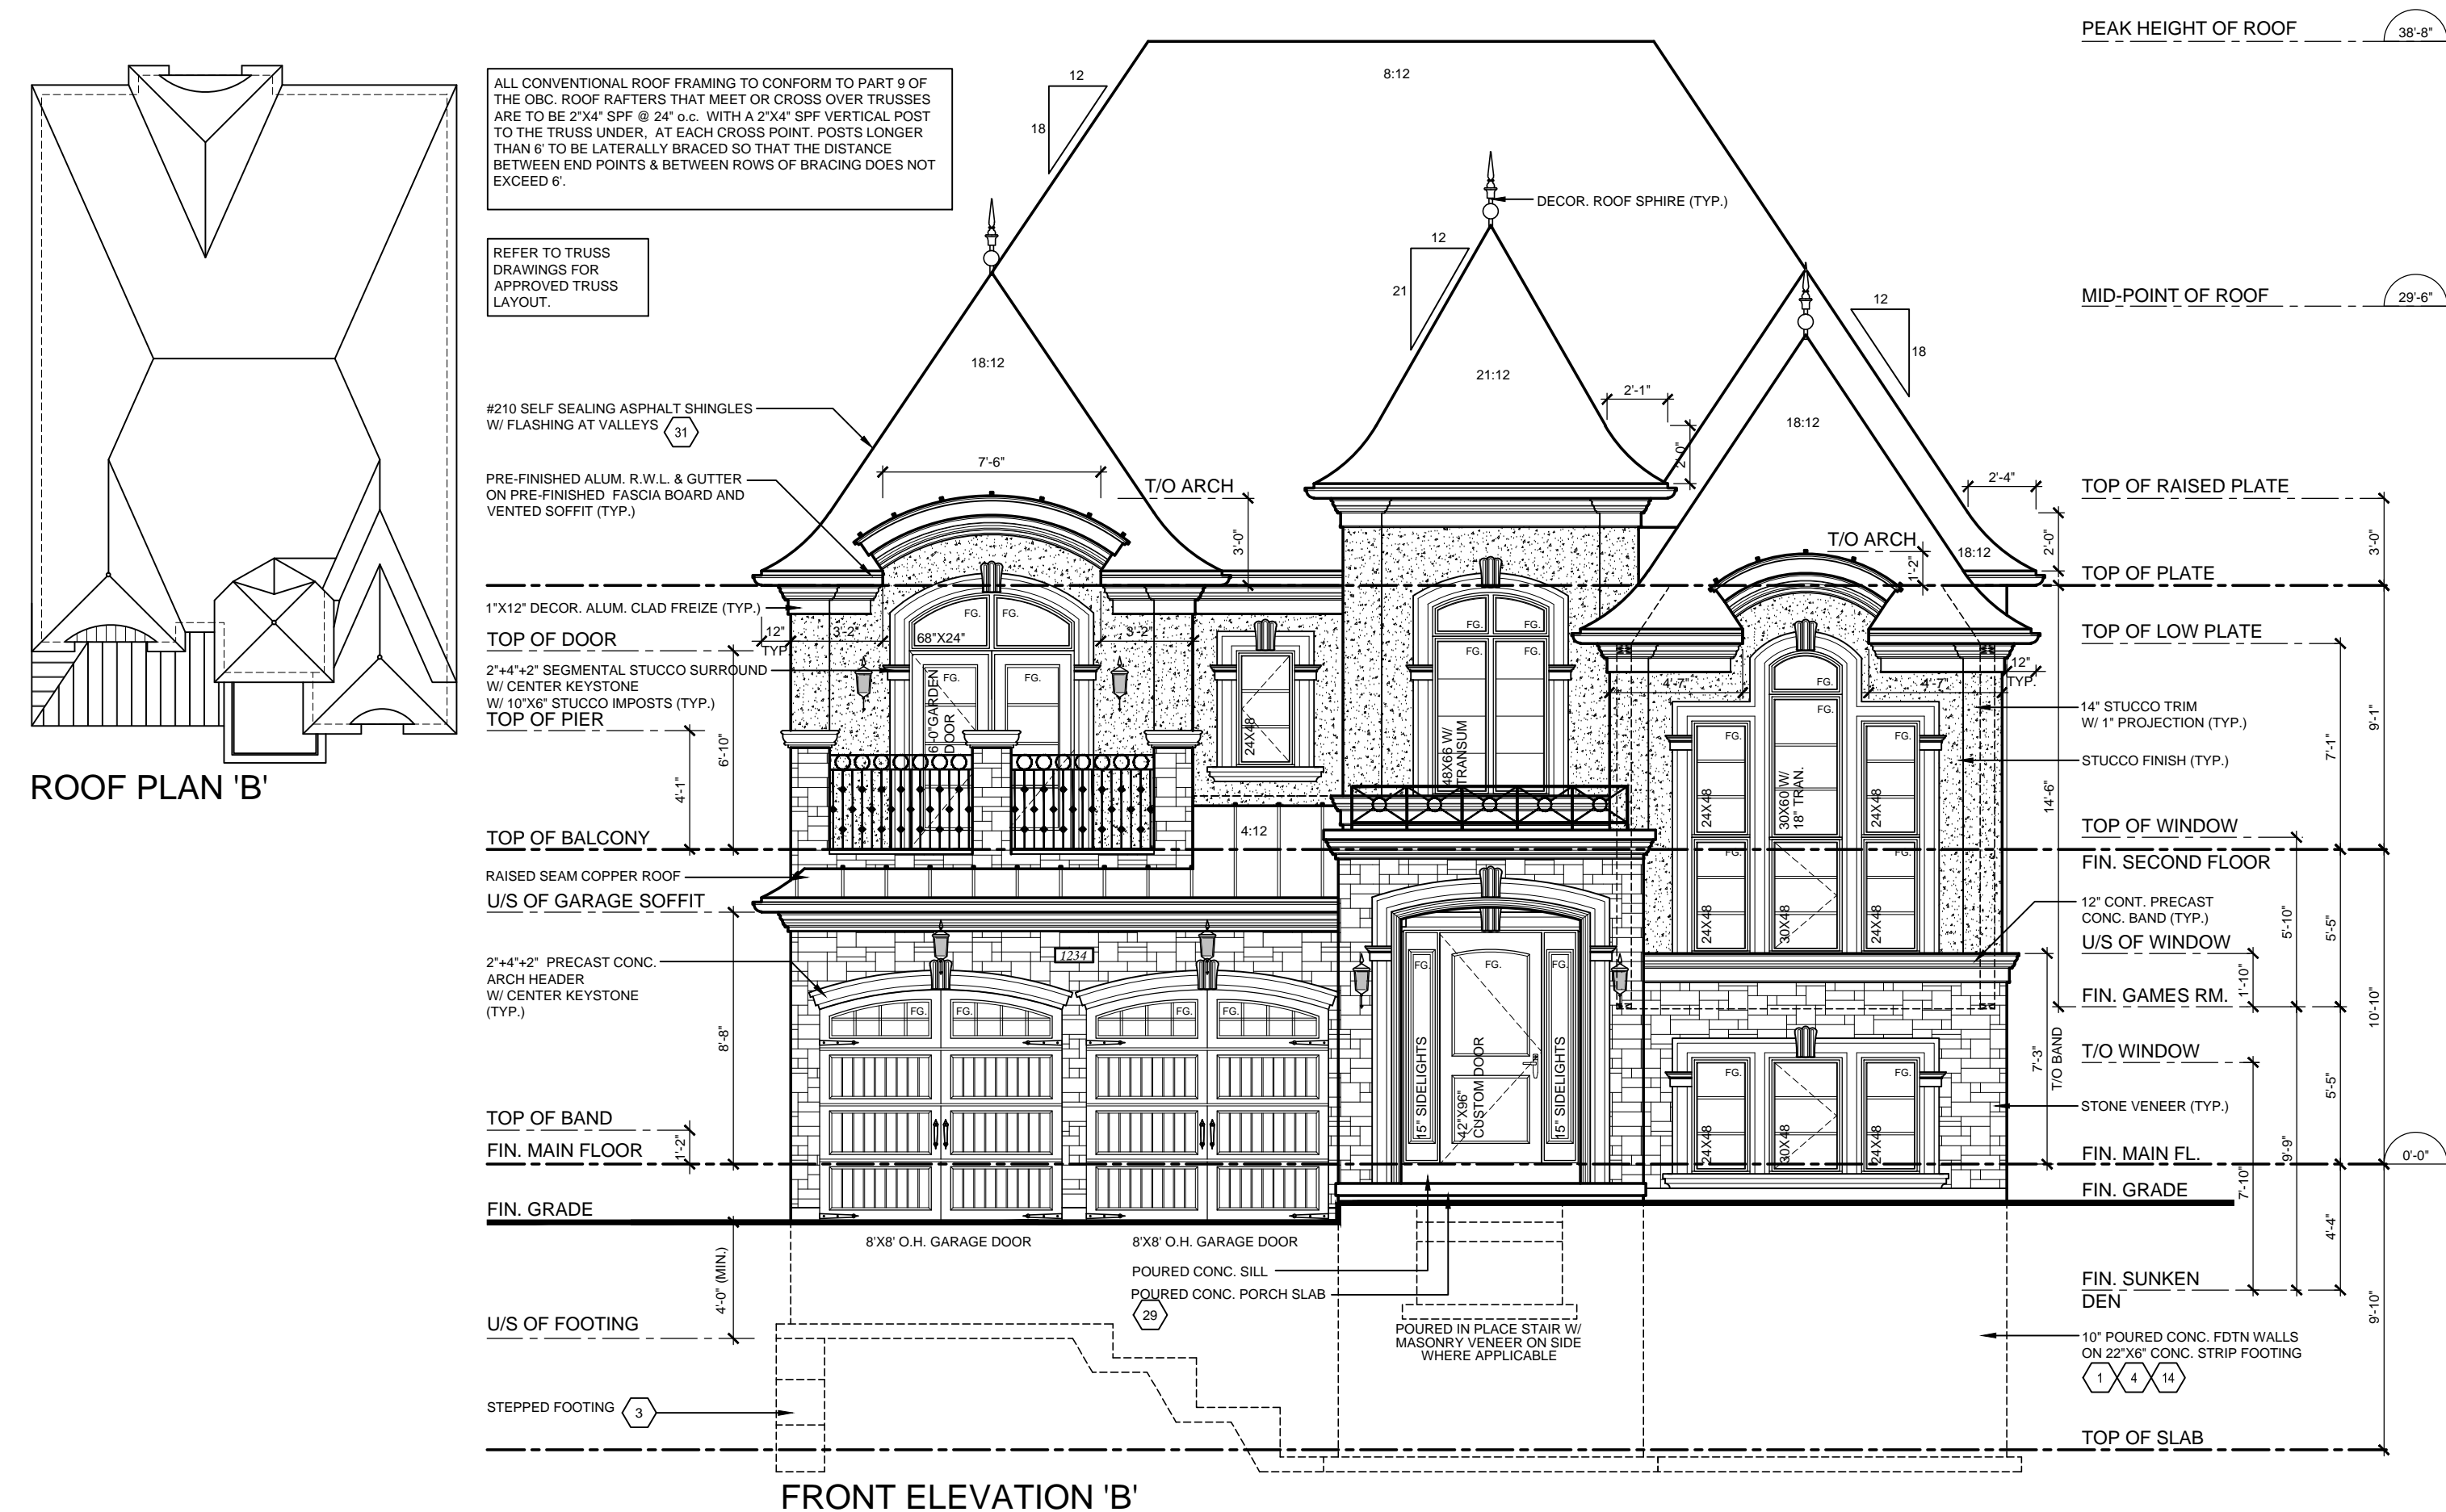 PEAK HEIGHT OF ROOF
38'-8"
ALL CONVENTIONAL ROOF FRAMING TO CONFORM TO PART 9 OF
THE OBC. ROOF RAFTERS THAT MEET OR CROSS OVER TRUSSES
ARE TO BE 2"X4" SPF @ 24" o.c. WITH A 2"X4" SPF VERTICAL POST
TO THE TRUSS UNDER, AT EACH CROSS POINT. POSTS LONGER
THAN 6' TO BE LATERALLY BRACED SO THAT THE DISTANCE
BETWEEN END POINTS & BETWEEN ROWS OF BRACING DOES NOT
EXCEED 6'.
12
18
8:12
DECOR. ROOF SPHIRE (TYP.)
REFER TO TRUSS
DRAWINGS FOR
APPROVED TRUSS
LAYOUT.
12
21
12
18
MID-POINT OF ROOF
29'-6"
18:12
21:12
18:12
2'-1"
2'-0"
#210 SELF SEALING ASPHALT SHINGLES
W/ FLASHING AT VALLEYS
31
7'-6"
PRE-FINISHED ALUM. R.W.L. & GUTTER
ON PRE-FINISHED FASCIA BOARD AND
VENTED SOFFIT (TYP.)
T/O ARCH
3'-0"
2'-4"
TOP OF RAISED PLATE
T/O ARCH
1'-2"
18:12
2'-0"
3'-0"
TOP OF PLATE
1"X12" DECOR. ALUM. CLAD FREIZE (TYP.)
TOP OF DOOR
12"
TYP
3'-2"
68"X24"
FG.
FG.
3'-2"
FG.
FG.
TOP OF LOW PLATE
2"+4"+2" SEGMENTAL STUCCO SURROUND
W/ CENTER KEYSTONE
W/ 10"X6" STUCCO IMPOSTS (TYP.)
TOP OF PIER
FG.
FG.
6'-0"GARDEN
DOOR
24X48
FG.
FG.
48X66 W/
TRANSUM
4'-7"
FG.
FG.
4'-7"
12"
TYP.
14" STUCCO TRIM
W/ 1" PROJECTION (TYP.)
STUCCO FINISH (TYP.)
FG.
FG.
24X48
30X60 W/
18" TRAN.
24X48
6'-10"
4'-1"
14'-6"
7'-1"
9'-1"
ROOF PLAN 'B'
TOP OF BALCONY
4:12
TOP OF WINDOW
FIN. SECOND FLOOR
RAISED SEAM COPPER ROOF
U/S OF GARAGE SOFFIT
FG.
FG.
24X48
30X48
24X48
12" CONT. PRECAST
CONC. BAND (TYP.)
U/S OF WINDOW
5'-10"
5'-5"
2"+4"+2" PRECAST CONC.
ARCH HEADER
W/ CENTER KEYSTONE
(TYP.)
1234
FG.
FG.
FG.
FG.
FG.
FG.
FG.
FIN. GAMES RM.
1'-10"
10'-10"
8'-8"
15" SIDELIGHTS
42"X96"
CUSTOM DOOR
15" SIDELIGHTS
7'-3"
T/O BAND
T/O WINDOW
FG.
FG.
5'-5"
STONE VENEER (TYP.)
TOP OF BAND
1'-2"
FIN. MAIN FLOOR
24X48
30X48
24X48
FIN. MAIN FL.
9'-9"
0'-0"
FIN. GRADE
FIN. GRADE
7'-10"
4'-4"
8'X8' O.H. GARAGE DOOR
8'X8' O.H. GARAGE DOOR
4'-0" (MIN.)
POURED CONC. SILL
POURED CONC. PORCH SLAB
29
FIN. SUNKEN
DEN
9'-10"
U/S OF FOOTING
POURED IN PLACE STAIR W/
MASONRY VENEER ON SIDE
WHERE APPLICABLE
10" POURED CONC. FDTN WALLS
ON 22"X6" CONC. STRIP FOOTING
1
4
14
STEPPED FOOTING
3
TOP OF SLAB
FRONT ELEVATION 'B'